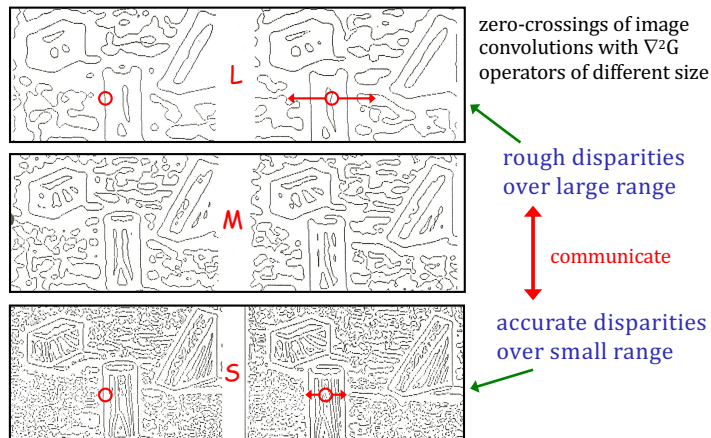 zero-crossings of image
convolutions with ∇²G
operators of different size
L
rough disparities
over large range
M
communicate
accurate disparities
over small range
S